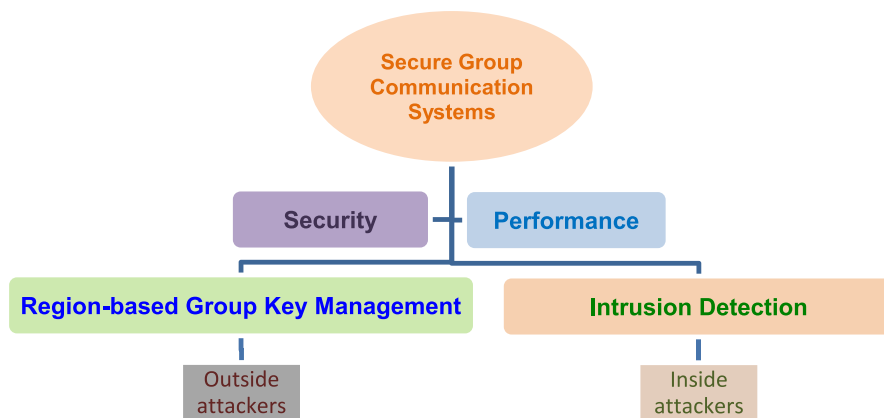 Secure Group
Communication
Systems
Security
Performance
Region-based Group Key Management
Intrusion Detection
Outside
attackers
Inside
attackers